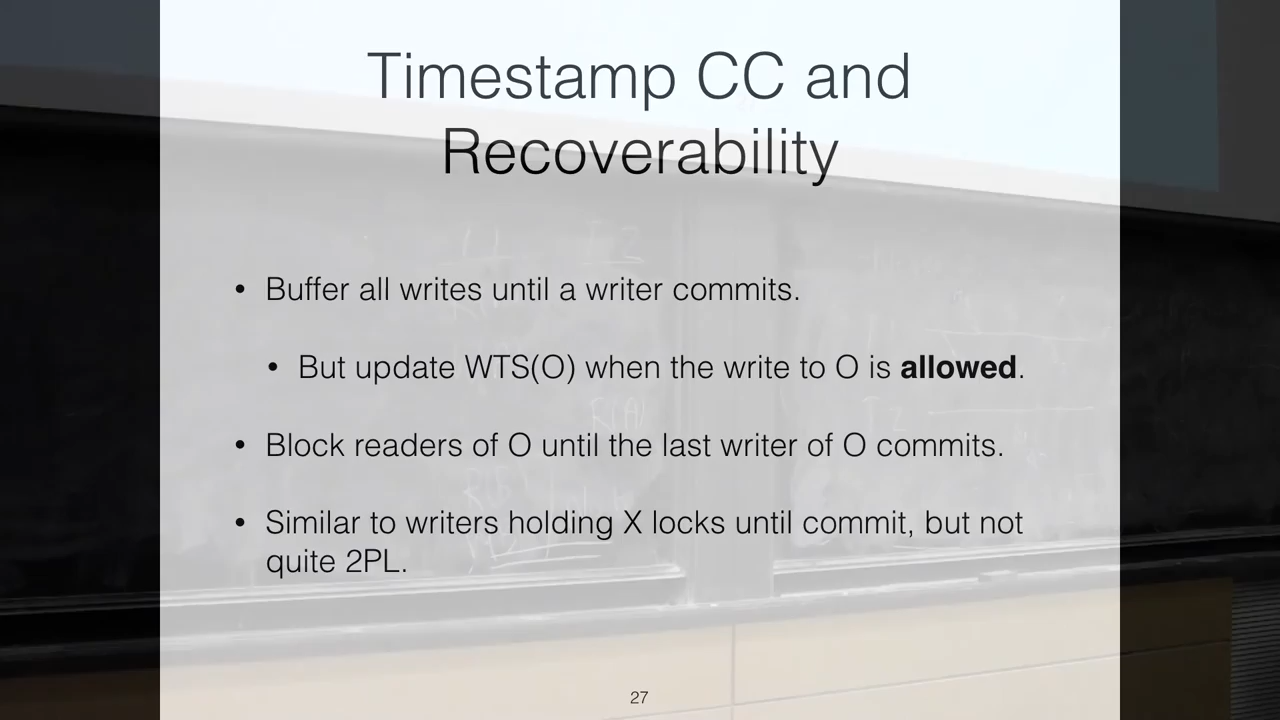 Timestamp CC and
Recoverability
• Buffer all writes until a writer commits.
• But update WTS(O) when the write to O is allowed.
• Block readers of O until the last writer of O commits.
• Similar to writers holding X locks until commit, but not
quite 2PL.
27